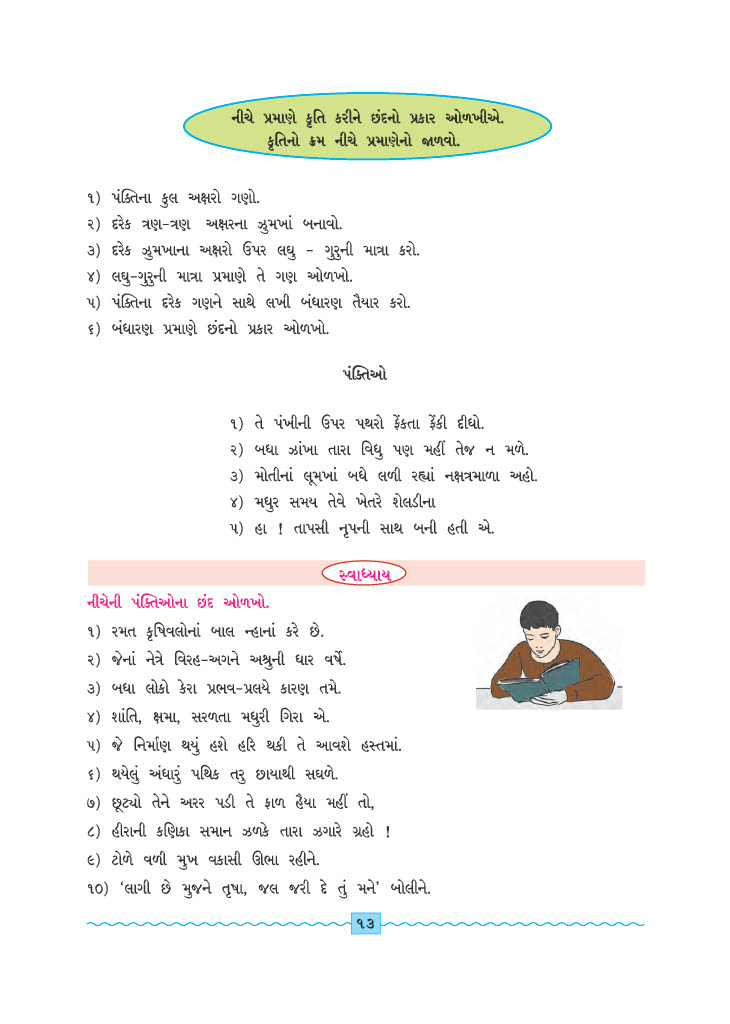 નીચે પ્રમાણે કૃતિ કરીને છંદનો પ્રકાર ઓળખીએ.
કૃતિનો ક્રમ નીચે પ્રમાણેનો જાળવો.
૧) પંક્તિના કુલ અક્ષરો ગણો.
૨) દરેક ત્રણ-ત્રણ અક્ષરના ઝુમખાં બનાવો.
૩) દરેક ઝુમખાના અક્ષરો ઉપર લઘુ - ગુરુની માત્રા કરો.
૪) લઘુ-ગુરુની માત્રા પ્રમાણે તે ગણ ઓળખો.
૫) પંક્તિના દરેક ગણને સાથે લખી બંધારણ તૈયાર કરો.
૬) બંધારણ પ્રમાણે છંદનો પ્રકાર ઓળખો.
પંક્તિઓ
૧) તે પંખીની ઉપર પથરો ફેંકતા ફેંકી દીધો.
૨) બધા ઝાંખા તારા વિધુ પણ મહીં તેજ ન મળે.
૩) મોતીનાં લૂમખાં બધે લળી રહ્યાં નક્ષત્રમાળા અહો.
૪) મધુર સમય તેવે ખેતરે શેલડીના
૫) હા ! તાપસી નૃપની સાથ બની હતી એ.
સ્વાધ્યાય
નીચેની પંક્તિઓના છંદ ઓળખો.
૧) રમત કૃષિવલોનાં બાલ ન્હાનાં કરે છે.
૨) જેનાં નેત્રે વિરહ-અગને અશ્રુની ધાર વર્ષે.
૩) બધા લોકો કેરા પ્રભવ-પ્રલયે કારણ તમે.
૪) શાંતિ, ક્ષમા, સરળતા મધુરી ગિરા એ.
૫) જે નિર્માણ થયું હશે હરિ થકી તે આવશે હસ્તમાં.
૬) થયેલું અંધારું પથિક તરુ છાયાથી સઘળે.
૭) છૂટ્યો તેને અરર પડી તે ફાળ હૈયા મહીં તો,
૮) હીરાની કણિકા સમાન ઝળકે તારા ઝગારે ગ્રહો !
૯) ટોળે વળી મુખ વકાસી ઊભા રહીને.
૧૦) ‘લાગી છે મુજને તૃષા, જલ જરી દે તું મને’ બોલીને.
૧૩